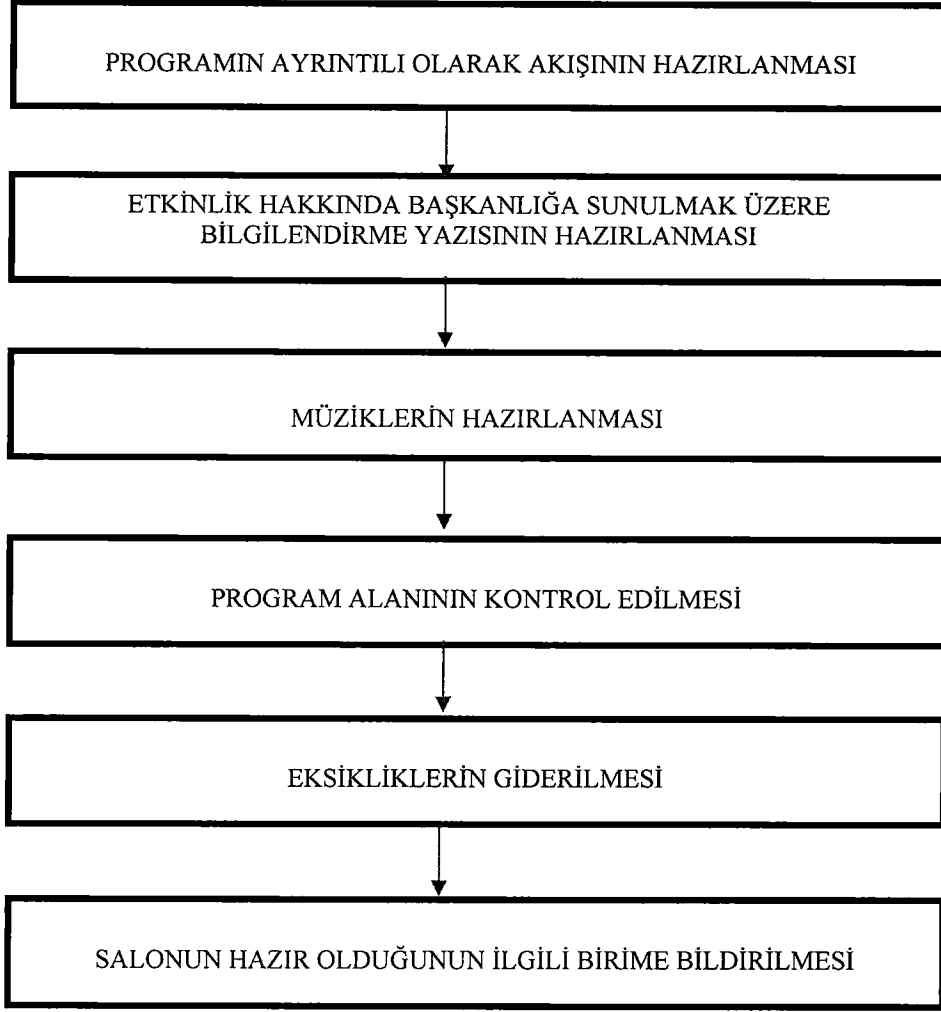 PROGRAMIN AYRINTILI OLARAK AKIŞININ HAZIRLANMASI
ETKİNLİK HAKKINDA BAŞKANLIĞA SUNULMAK ÜZERE
BİLGİLENDİRME YAZISININ HAZIRLANMASI
MÜZİKLERİN HAZIRLANMASI
PROGRAM ALANININ KONTROL EDİLMESİ
EKSİKLİKLERİN GİDERİLMESİ
SALONUN HAZIR OLDUĞUNUN İLGİLİ BİRİME BİLDİRİLMESİ